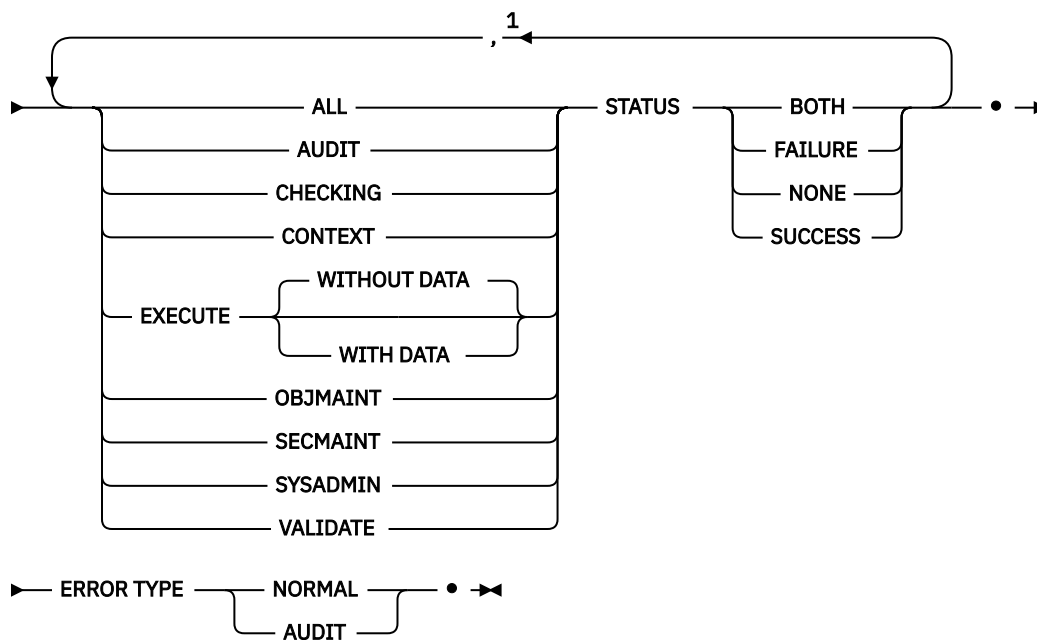 , 1
ALL STATUS BOTH
AUDIT FAILURE
CHECKING NONE
CONTEXT SUCCESS
WITHOUT DATA
EXECUTE
WITH DATA
OBJMAINT
SECMAINT
SYSADMIN
VALIDATE
ERROR TYPE NORMAL
AUDIT